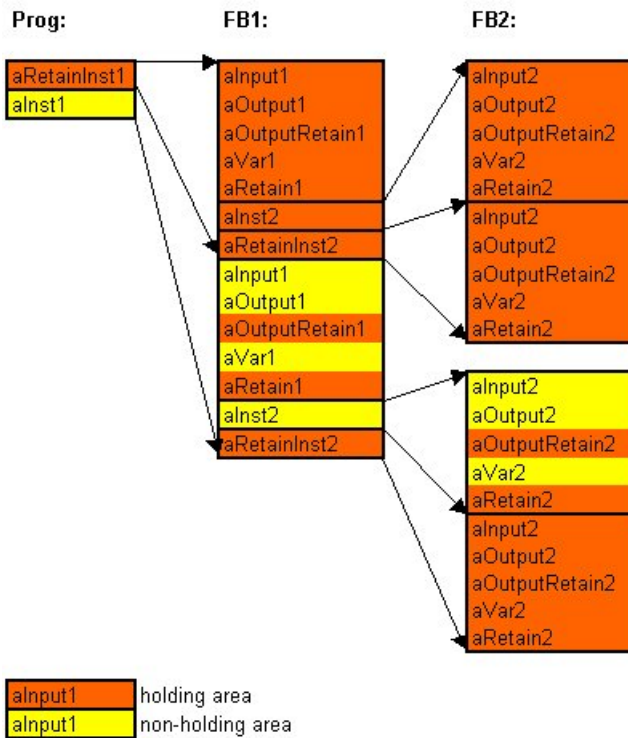 Prog:
FB1:
FB2:
aRetainInst1
aInst1
aInput1
aOutput1
aOutputRetain1
aVar1
aRetain1
aInst2
aRetainInst2
aInput1
aOutput1
aOutputRetain1
aVar1
aRetain1
aInst2
aRetainInst2
aInput2
aOutput2
aOutputRetain2
aVar2
aRetain2
aInput2
aOutput2
aOutputRetain2
aVar2
aRetain2
aInput2
aOutput2
aOutputRetain2
aVar2
aRetain2
aInput2
aOutput2
aOutputRetain2
aVar2
aRetain2
aInput1 holding area
aInput1 non-holding area